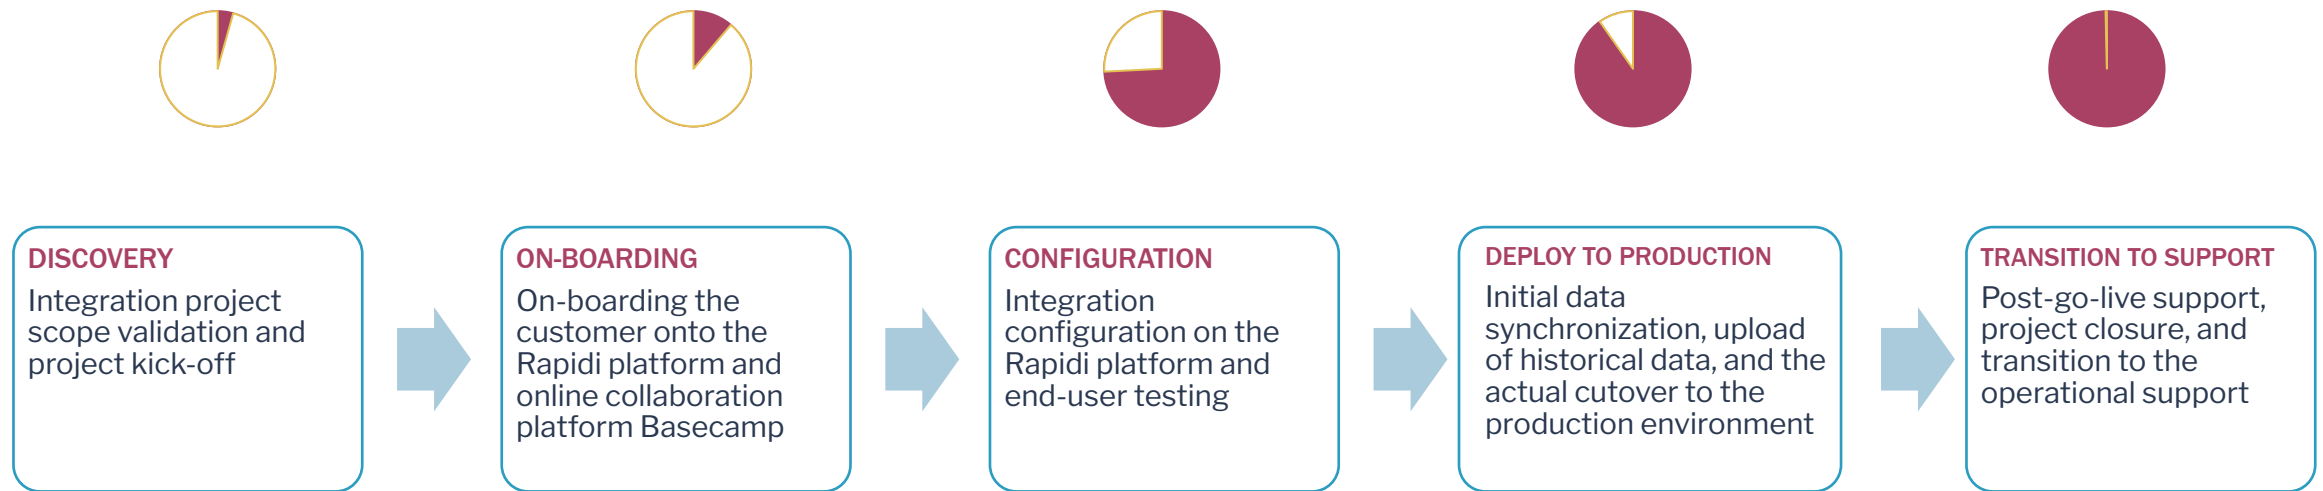 DISCOVERY
Integration project
scope validation and
project kick-off
ON-BOARDING
On-boarding the
customer onto the
Rapidi platform and
online collaboration
platform Basecamp
CONFIGURATION
Integration
configuration on the
Rapidi platform and
end-user testing
DEPLOY TO PRODUCTION
Initial data
synchronization, upload
of historical data, and the
actual cutover to the
production environment
TRANSITION TO SUPPORT
Post-go-live support,
project closure, and
transition to the
operational support